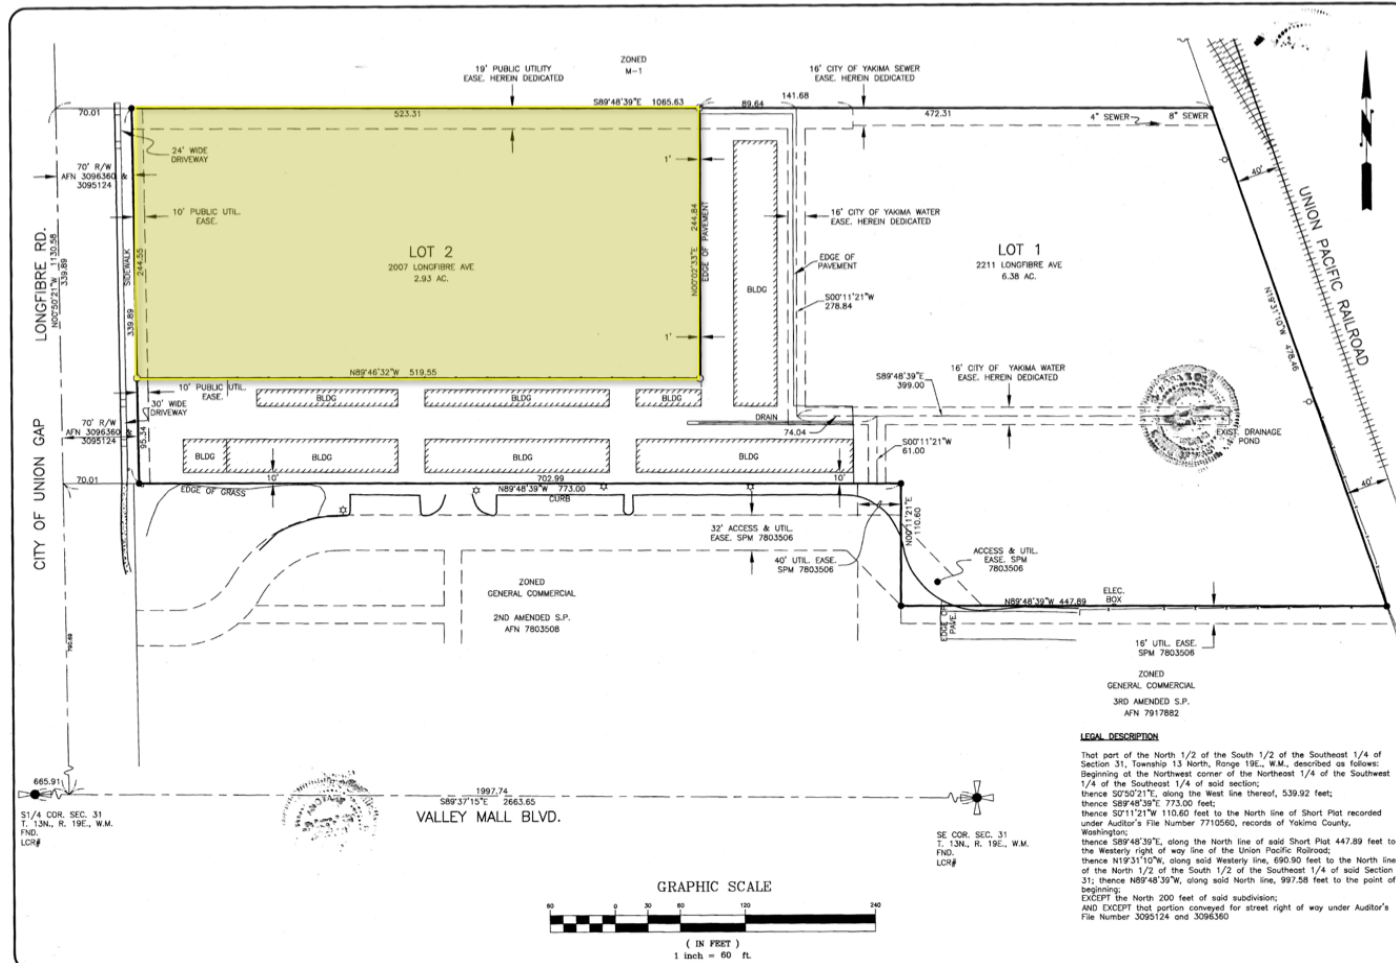 ZONED
M-1
19' PUBLIC UTILITY
EASE. HEREIN DEDICATED
16' CITY OF YAKIMA SEWER
EASE. HEREIN DEDICATED
141.68
S89°48'39"E 1065.63
89.64
70.01
523.31
472.31
4" SEWER
8" SEWER
24' WIDE
DRIVEWAY
70' R/W
AFN 3096360 &
3095124
1'
40'
10' PUBLIC UTIL.
EASE.
16' CITY OF YAKIMA WATER
EASE. HEREIN DEDICATED
UNION PACIFIC RAILROAD
LONGFIBRE RD.
N00°50'21"W 1130.58
339.89
SIDEWALK
244.55
339.89
LOT 2
2007 LONGFIBRE AVE
2.93 AC.
N00°02'33"E 244.84
EDGE OF PAVEMENT
BLDG
EDGE OF
PAVEMENT
LOT 1
2211 LONGFIBRE AVE
6.38 AC.
S00°11'21"W
278.84
N19°31'10"W 478.46
1'
N89°46'32"W 519.55
10' PUBLIC UTIL.
EASE.
30' WIDE
DRIVEWAY
BLDG
BLDG
BLDG
S89°48'39"E
399.00
16' CITY OF YAKIMA WATER
EASE. HEREIN DEDICATED
70' R/W
AFN 3096360 &
3095124
95.34
DRAIN
74.04
S00°11'21"W
61.00
EXIST. DRAINAGE
POND
CITY OF UNION GAP
BLDG
BLDG
BLDG
BLDG
70.01
10'
702.99
10'
EDGE OF GRASS
N89°48'39"W 773.00
CURB
40'
N00°11'21"E
110.60
32' ACCESS & UTIL.
EASE. SPM 7803506
40' UTIL. EASE.
SPM 7803506
ACCESS & UTIL.
EASE. SPM
7803506
ZONED
GENERAL COMMERCIAL
2ND AMENDED S.P.
AFN 7803508
N89°48'39"W 447.89
ELEC.
BOX
EDGE OF
PAVE.
16' UTIL. EASE.
SPM 7803506
ZONED
GENERAL COMMERCIAL
3RD AMENDED S.P.
AFN 7917882
LEGAL DESCRIPTION
That part of the North 1/2 of the South 1/2 of the Southeast 1/4 of
Section 31, Township 13 North, Range 19E., W.M., described as follows:
Beginning at the Northwest corner of the Northeast 1/4 of the Southwest
1/4 of the Southeast 1/4 of said section;
thence S0°50'21"E, along the West line thereof, 539.92 feet;
thence S89°48'39"E 773.00 feet;
thence S0°11'21"W 110.60 feet to the North line of Short Plat recorded
under Auditor's File Number 7710560, records of Yakima County,
Washington;
thence S89°48'39"E, along the North line of said Short Plat 447.89 feet to
the Westerly right of way line of the Union Pacific Railroad;
thence N19°31'10"W, along said Westerly line, 690.90 feet to the North line
of the North 1/2 of the South 1/2 of the Southeast 1/4 of said Section
31; thence N89°48'39"W, along said North line, 997.58 feet to the point of
beginning;
EXCEPT the North 200 feet of said subdivision;
AND EXCEPT that portion conveyed for street right of way under Auditor's
File Number 3095124 and 3096360
665.91
S1/4 COR. SEC. 31
T. 13N., R. 19E., W.M.
FND.
LCR#
1997.74
S89°37'15"E 2663.65
VALLEY MALL BLVD.
SE COR. SEC. 31
T. 13N., R. 19E., W.M.
FND.
LCR#
GRAPHIC SCALE
60 0 30 60 120 240
( IN FEET )
1 inch = 60 ft.